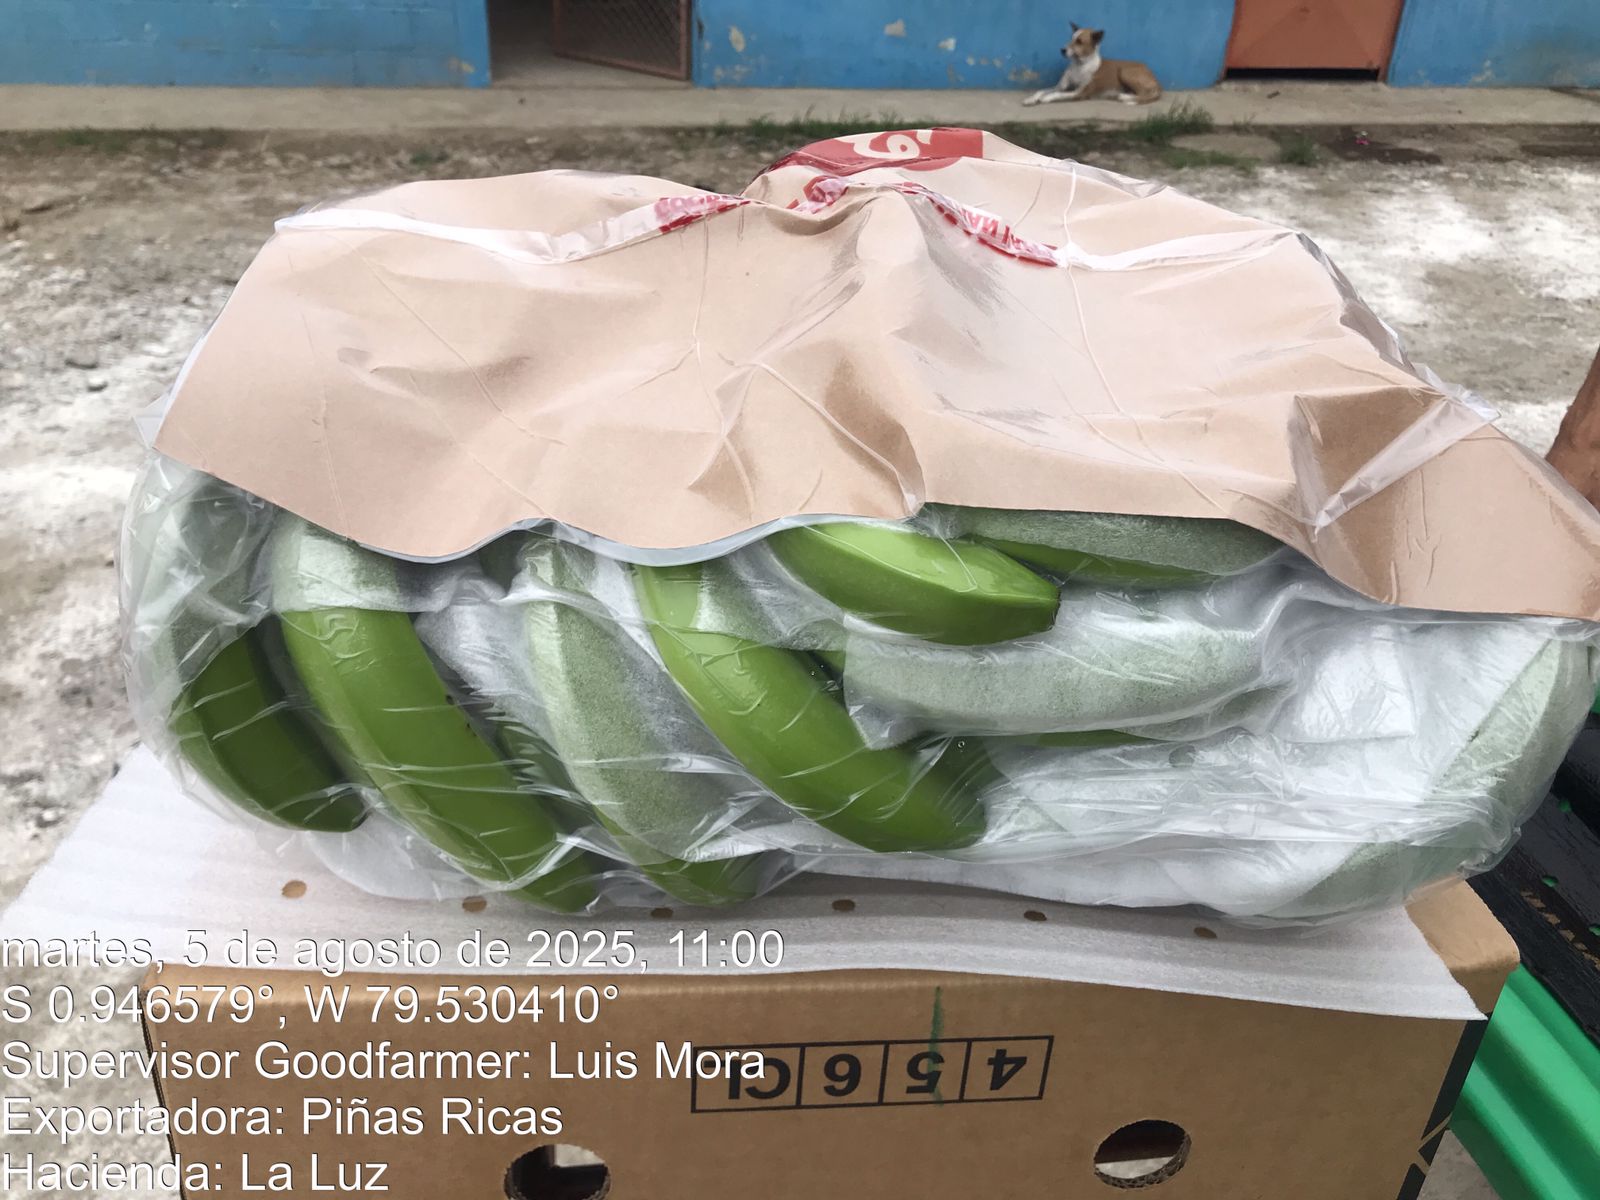 martes, 5 de agosto de 2025, 11:00
S 0.946579°, W 79.530410°
Supervisor Goodfarmer: Luis Mora
Exportadora: Piñas Ricas
Hacienda: La Luz
4 5 6 CL